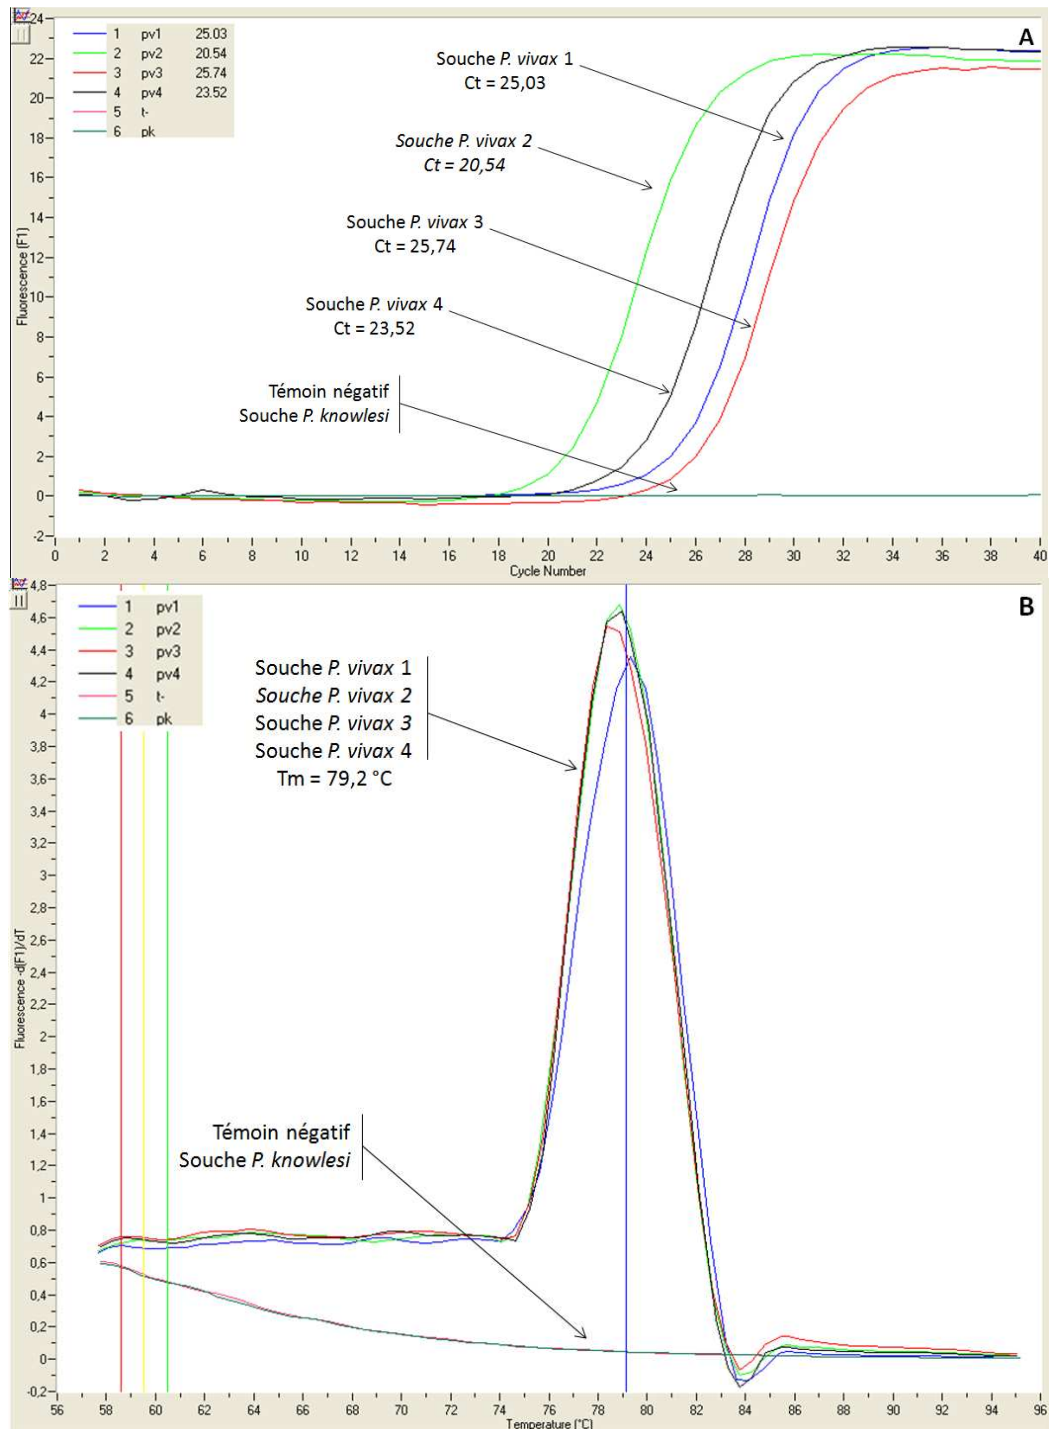 A
1 pv1 25.03
2 pv2 20.54
3 pv3 25.74
4 pv4 23.52
5 t-
6 pk
Souche P. vivax 1
Ct = 25,03
Souche P. vivax 2
Ct = 20,54
Souche P. vivax 3
Ct = 25,74
Souche P. vivax 4
Ct = 23,52
Témoin négatif
Souche P. knowlesi
Fluorescence (F1)
24
22
20
18
16
14
12
10
8
6
4
2
0
-2
0 2 4 6 8 10 12 14 16 18 20 22 24 26 28 30 32 34 36 38 40
Cycle Number
B
1 pv1
2 pv2
3 pv3
4 pv4
5 t-
6 pk
Souche P. vivax 1
Souche P. vivax 2
Souche P. vivax 3
Souche P. vivax 4
Tm = 79,2 °C
Témoin négatif
Souche P. knowlesi
Fluorescence -d(F1)/dT
4,8
4,6
4,4
4,2
4
3,8
3,6
3,4
3,2
3
2,8
2,6
2,4
2,2
2
1,8
1,6
1,4
1,2
1
0,8
0,6
0,4
0,2
0
-0,2
56 58 60 62 64 66 68 70 72 74 76 78 80 82 84 86 88 90 92 94 96
Temperature (°C)